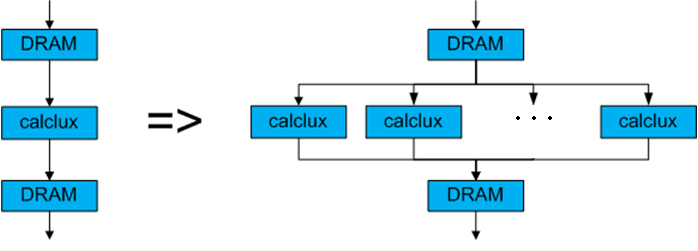 DRAM
calclux
DRAM
=>
DRAM
calclux calclux . . . calclux
DRAM